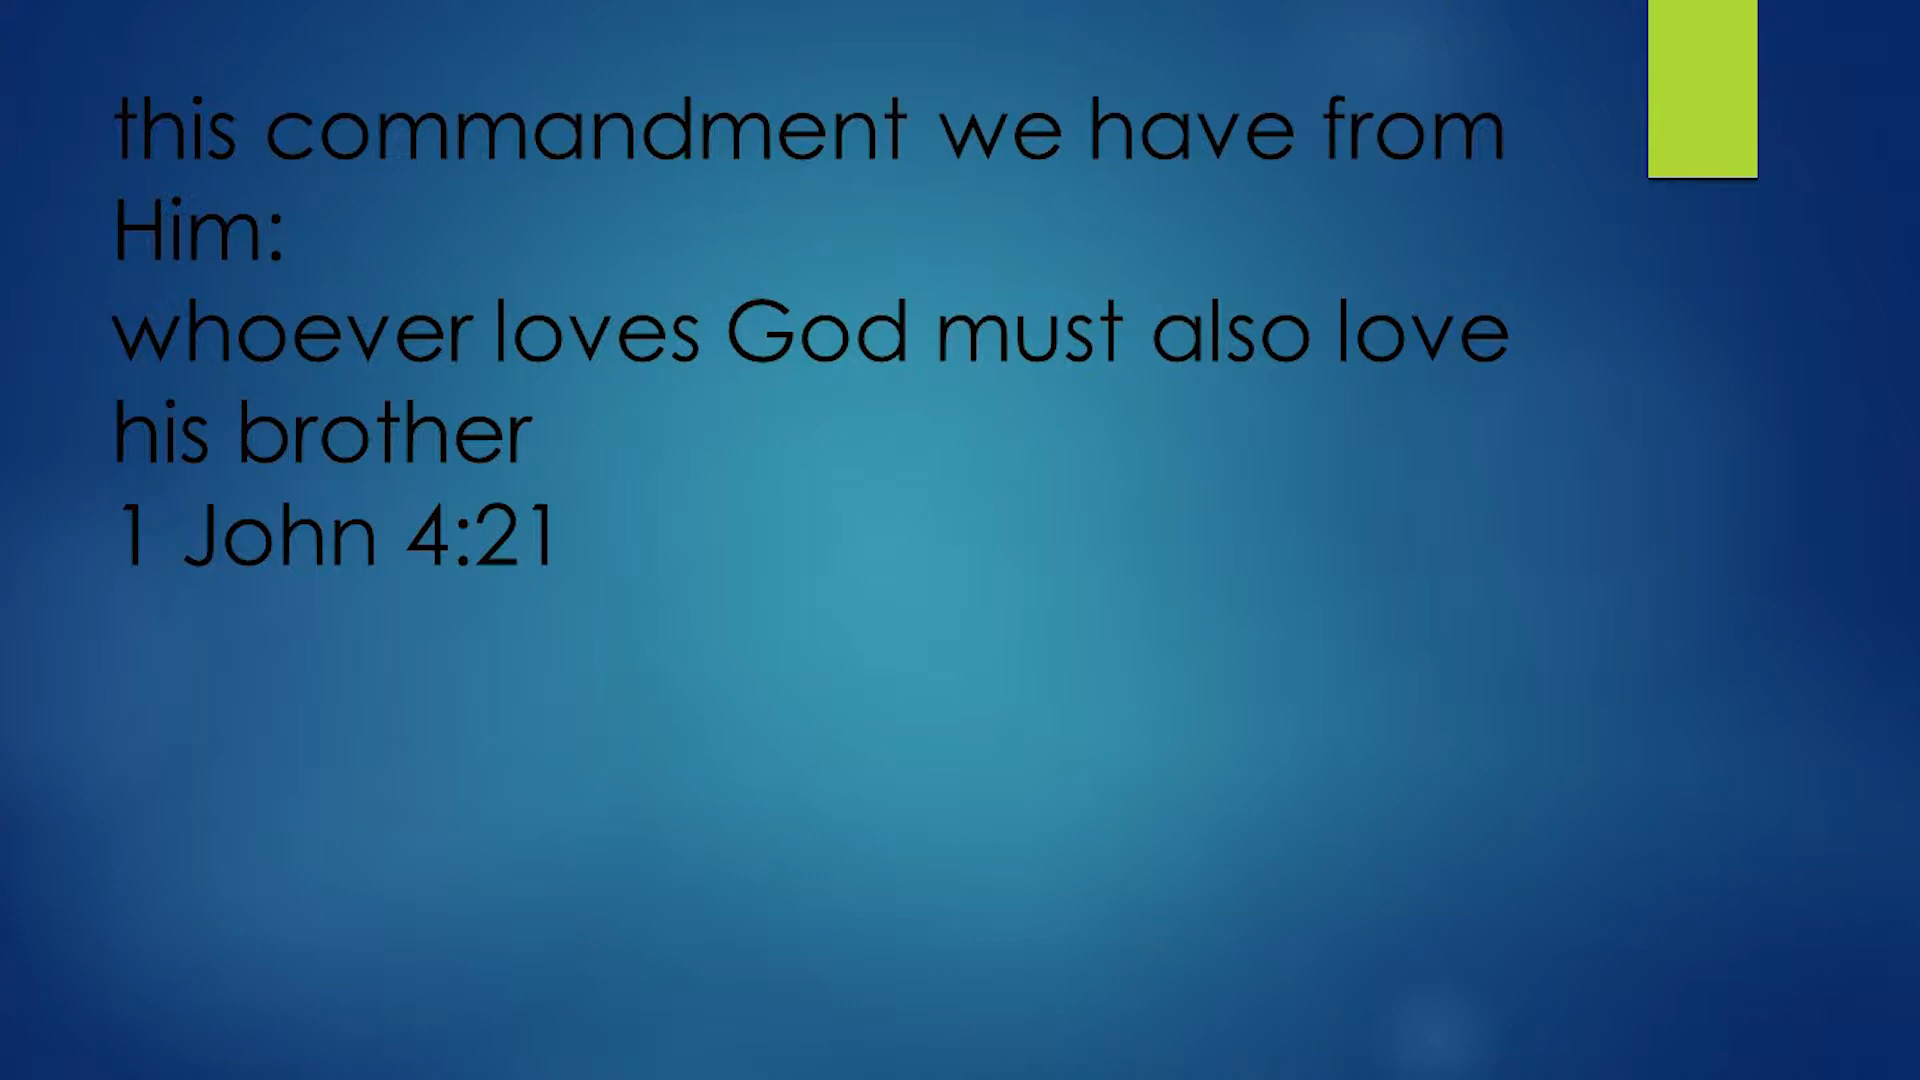 this commandment we have from
Him:
whoever loves God must also love
his brother
1 John 4:21